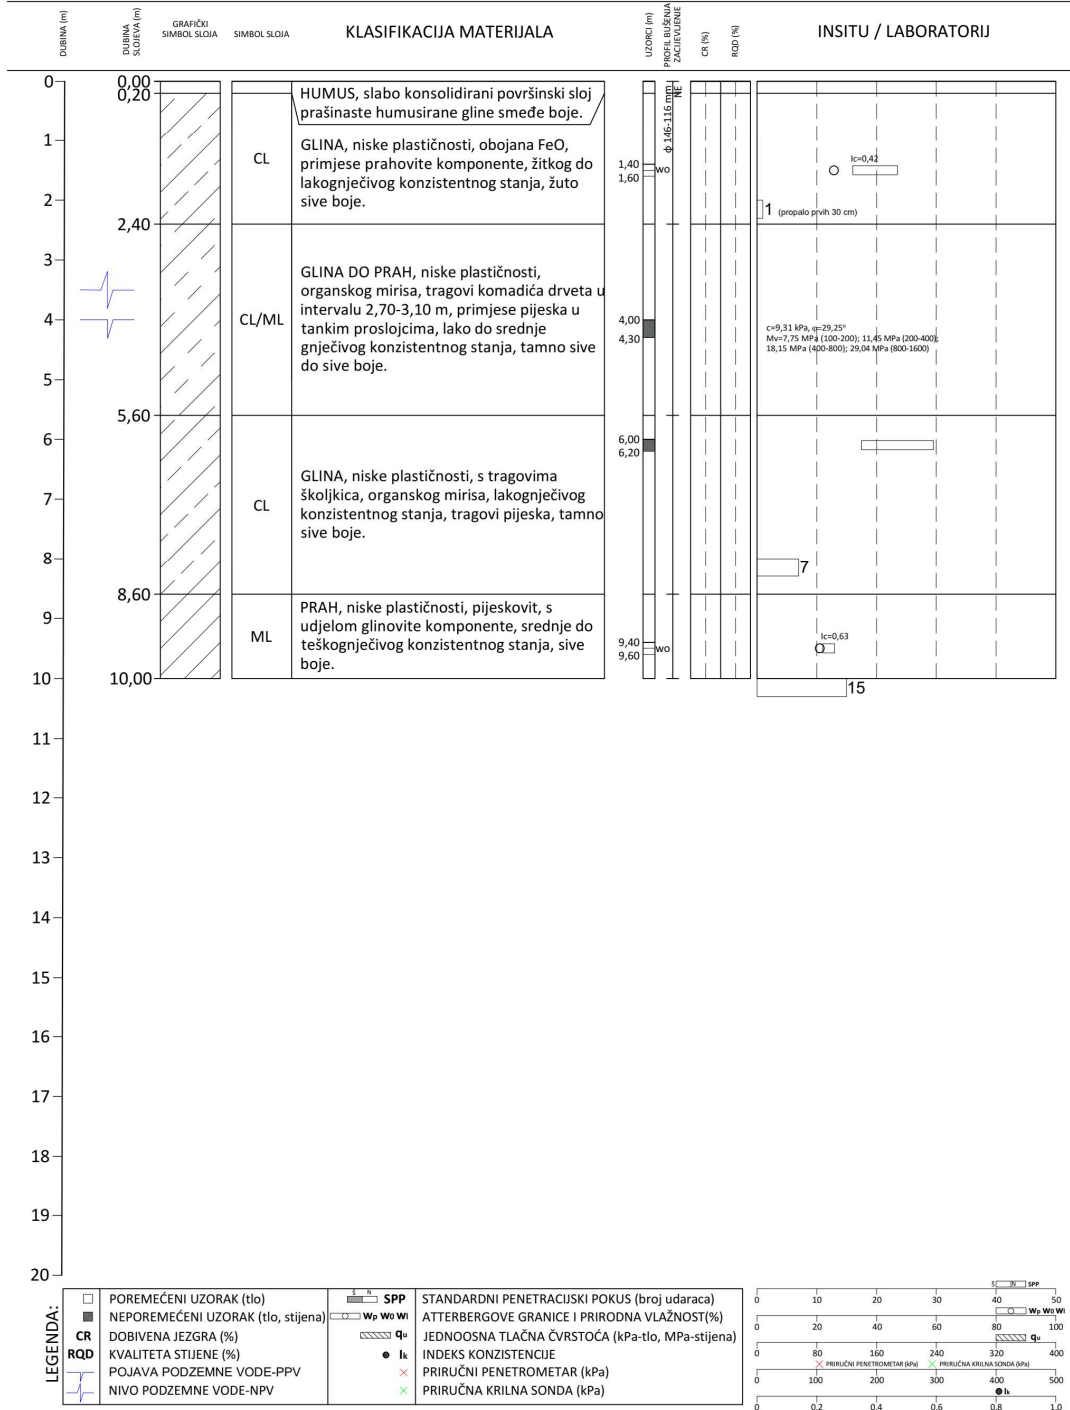 DUBINA (m)
DUBINA
SLOJEVA (m)
GRAFIČKI
SIMBOL SLOJA
SIMBOL SLOJA
KLASIFIKACIJA MATERIJALA
UZORCI (m)
PROFIL BUŠENJA
ZACIJEVLJENJE
CR (%)
RQD (%)
INSITU / LABORATORIJ
0
0,00
0,20
HUMUS, slabo konsolidirani površinski sloj
prašinaste humusirane gline smeđe boje.
ϕ 146-116 mm
NE
1
CL
GLINA, niske plastičnosti, obojana FeO,
primjese prahovite komponente, žitkog do
lakognječivog konzistentnog stanja, žuto
sive boje.
1,40
1,60
WO
Ic=0,42
2
1 (propalo prvih 30 cm)
2,40
3
CL/ML
GLINA DO PRAH, niske plastičnosti,
organskog mirisa, tragovi komadića drveta u
intervalu 2,70-3,10 m, primjese pijeska u
tankim proslojcima, lako do srednje
gnječivog konzistentnog stanja, tamno sive
do sive boje.
4
4,00
4,30
c=9,31 kPa, φ=29,25°
Mv=7,75 MPa (100-200); 11,45 MPa (200-400);
18,15 MPa (400-800); 29,04 MPa (800-1600)
5
5,60
6
6,00
6,20
CL
GLINA, niske plastičnosti, s tragovima
školjkica, organskog mirisa, lakognječivog
konzistentnog stanja, tragovi pijeska, tamno
sive boje.
7
8
7
8,60
9
ML
PRAH, niske plastičnosti, pijeskovit, s
udjelom glinovite komponente, srednje do
teškognječivog konzistentnog stanja, sive
boje.
9,40
9,60
WO
Ic=0,63
10
10,00
15
11
12
13
14
15
16
17
18
19
20
LEGENDA:
POREMEĆENI UZORAK (tlo)
NEPOREMEĆENI UZORAK (tlo, stijena)
CR DOBIVENA JEZGRA (%)
RQD KVALITETA STIJENE (%)
POJAVA PODZEMNE VODE-PPV
NIVO PODZEMNE VODE-NPV
Š N SPP STANDARDNI PENETRACIJSKI POKUS (broj udaraca)
Wp W0 Wl ATTERBERGOVE GRANICE I PRIRODNA VLAŽNOST(%)
qu JEDNOOSNA TLAČNA ČVRSTOĆA (kPa-tlo, MPa-stijena)
Ik INDEKS KONZISTENCIJE
PRIRUČNI PENETROMETAR (kPa)
PRIRUČNA KRILNA SONDA (kPa)
Š N SPP
0 10 20 30 40 50
Wp W0 Wl
0 20 40 60 80 100
qu
0 80 160 240 320 400
PRIRUČNI PENETROMETAR (kPa) PRIRUČNA KRILNA SONDA (kPa)
0 100 200 300 400 500
Ik
0 0.2 0.4 0.6 0.8 1.0